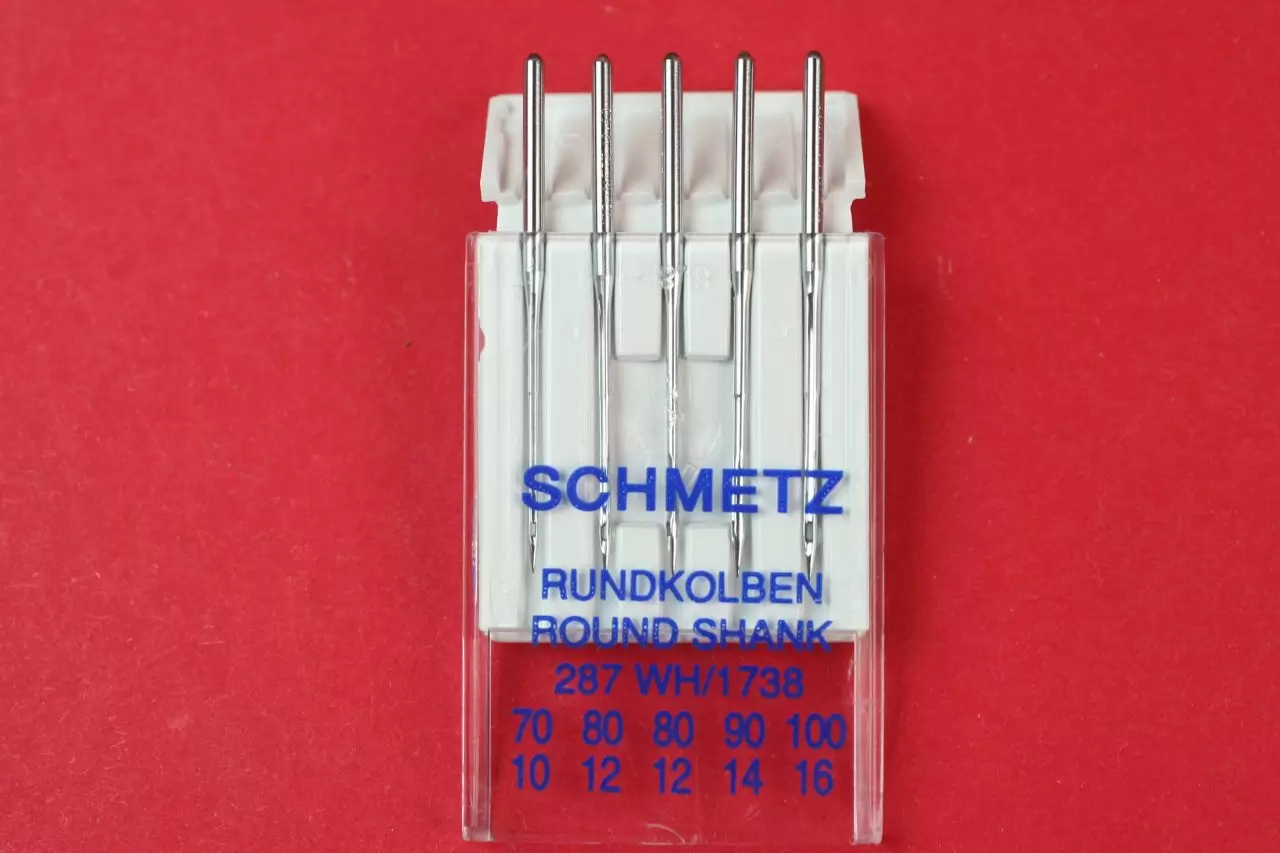 SCHMETZ
RUNDKOLBEN
ROUND SHANK
287 WH/1738
70 80 80 90 100
10 12 12 14 16